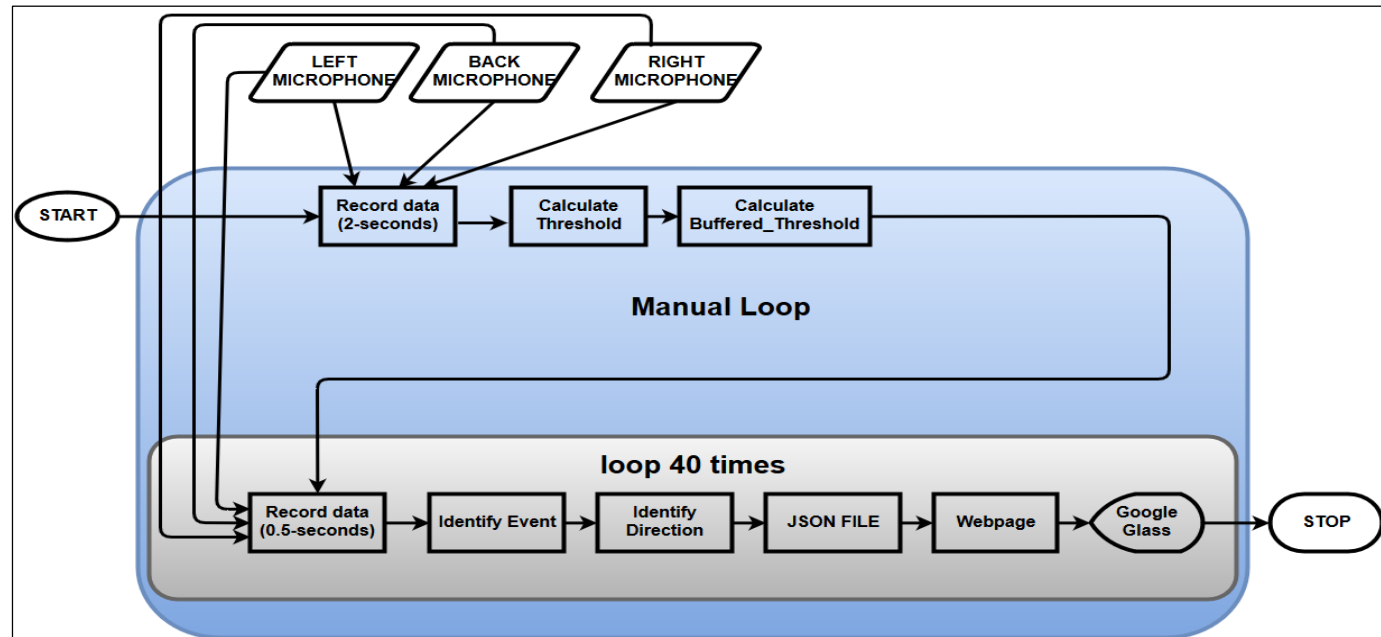 LEFT
MICROPHONE
BACK
MICROPHONE
RIGHT
MICROPHONE
START
Record data
(2-seconds)
Calculate
Threshold
Calculate
Buffered_Threshold
Manual Loop
loop 40 times
Record data
(0.5-seconds)
Identify Event
Identify
Direction
JSON FILE
Webpage
Google
Glass
STOP